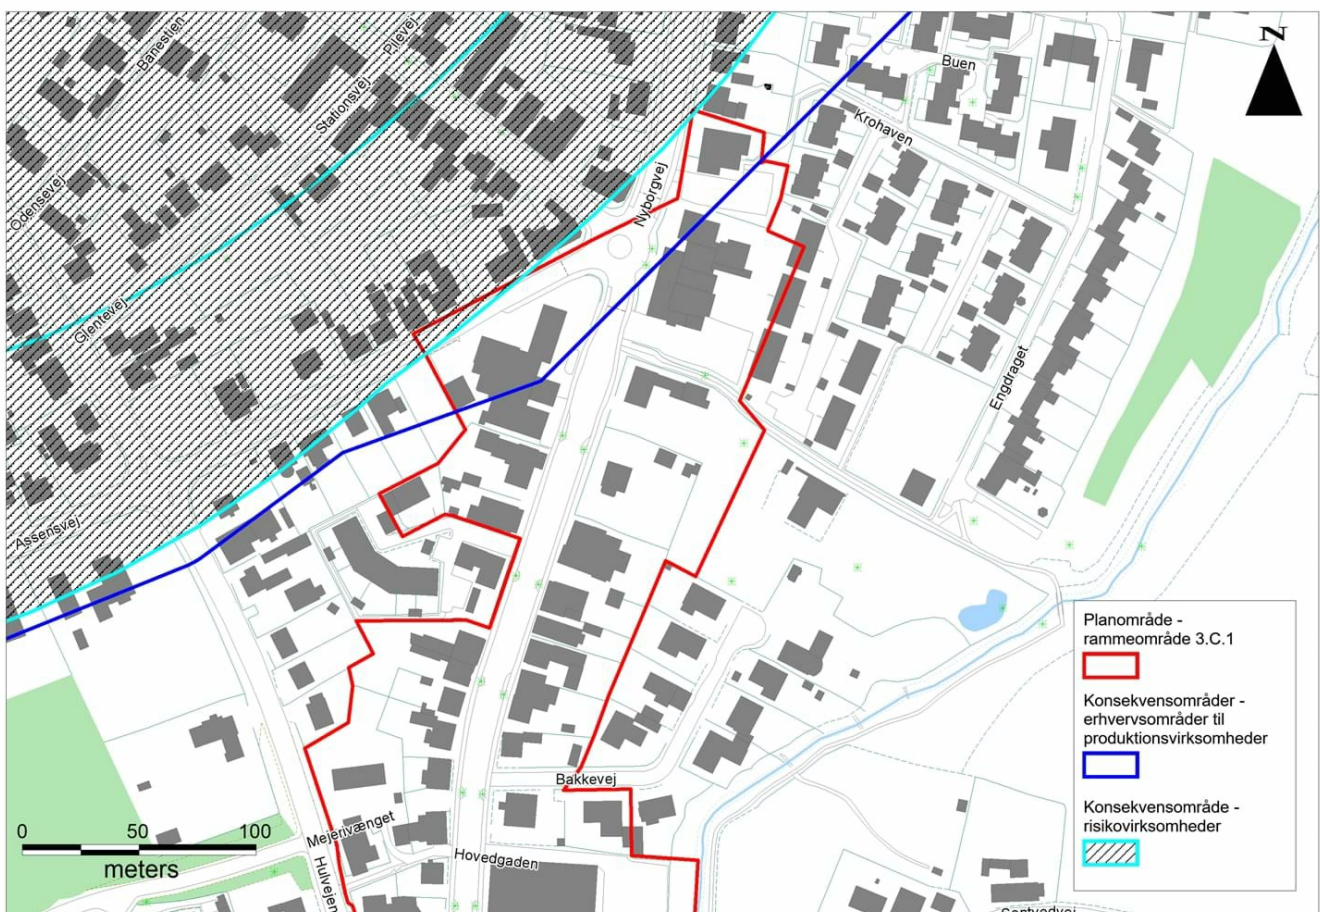 Banestien
Pilevej
Stationsvej
Odensevej
Glentevej
Assensvej
Nyborgvej
Buen
Krohaven
Engdraget
N
Bakkevej
Mejerivænget
Hovedgaden
Hulvejen
0 50 100
meters
Planområde -
rammeområde 3.C.1
Konsekvensområder -
erhvervsområder til
produktionsvirksomheder
Konsekvensområde -
risikovirksomheder